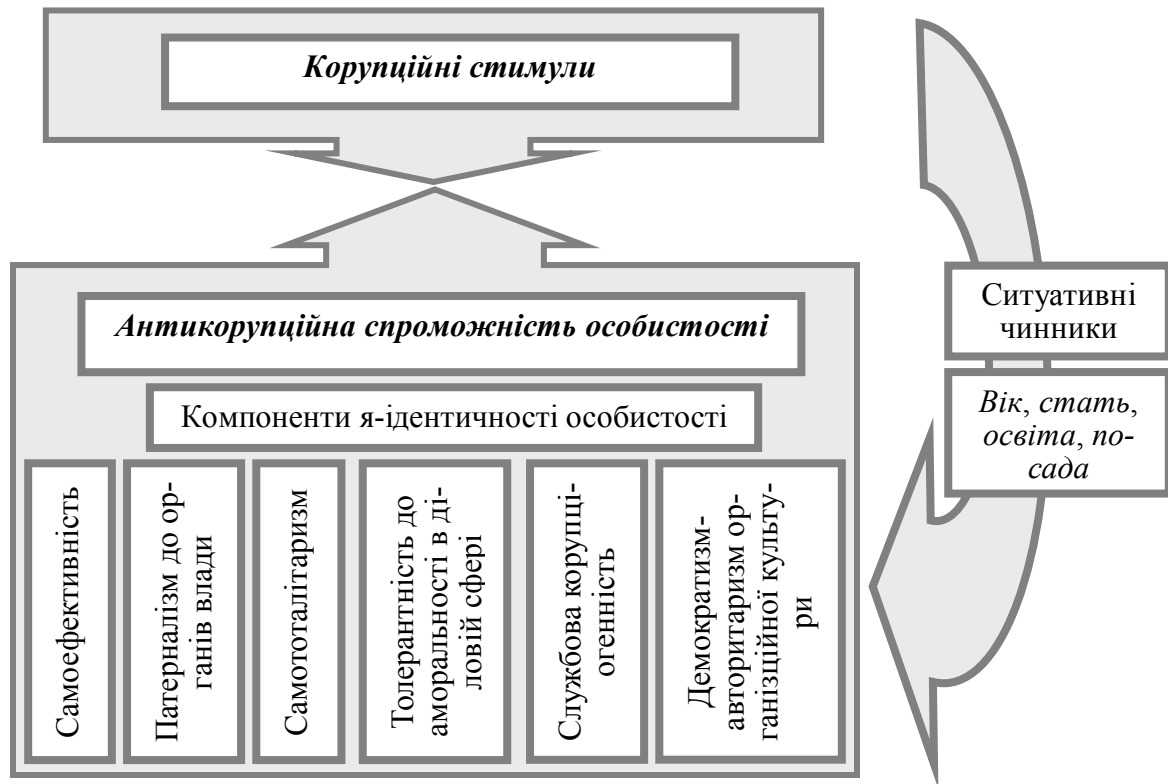 Корупційні стимули
Антикорупційна спроможність особистості
Компоненти я-ідентичності особистості
Самоефективність
Патерналізм до ор-
ганів влади
Самототалітаризм
Толерантність до
аморальності в ді-
ловій сфері
Службова корупці-
огенність
Демократизм-
авторитаризм ор-
ганізційної культу-
ри
Ситуативні
чинники
Вік, стать,
освіта, по-
сада